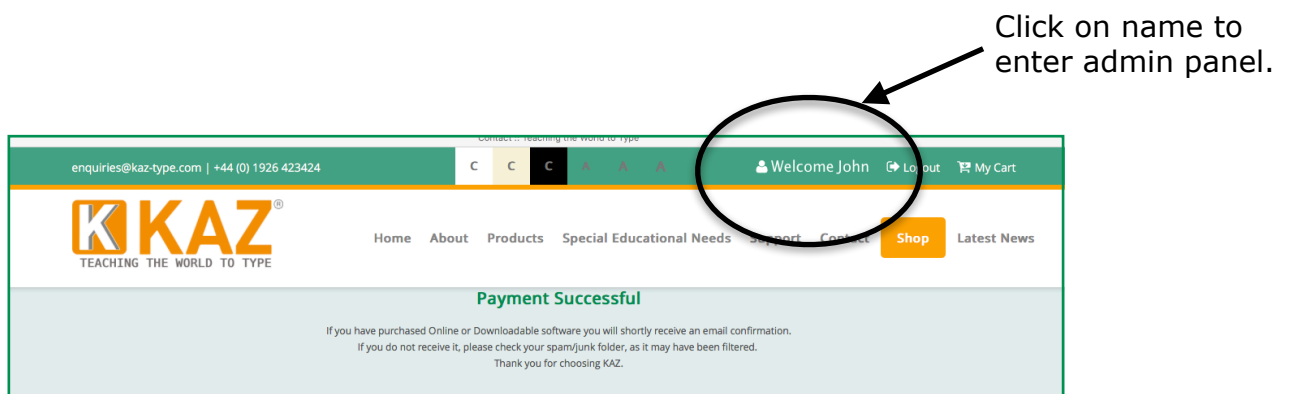 Click on name to
enter admin panel.
Contact :: Teaching the World to Type
enquiries@kaz-type.com | +44 (0) 1926 423424
C C C A A A
Welcome John Logout My Cart
KAZ®
TEACHING THE WORLD TO TYPE
Home About Products Special Educational Needs Support Contact Shop Latest News
Payment Successful
If you have purchased Online or Downloadable software you will shortly receive an email confirmation.
If you do not receive it, please check your spam/junk folder, as it may have been filtered.
Thank you for choosing KAZ.